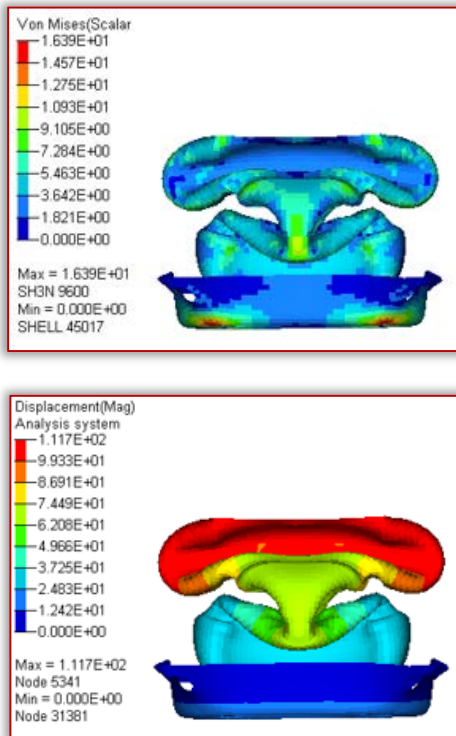 Von Mises(Scalar
1.639E+01
1.457E+01
1.275E+01
1.093E+01
9.105E+00
7.284E+00
5.463E+00
3.642E+00
1.821E+00
0.000E+00
Max = 1.639E+01
SH3N 9600
Min = 0.000E+00
SHELL 45017
Displacement(Mag)
Analysis system
1.117E+02
9.933E+01
8.691E+01
7.449E+01
6.208E+01
4.966E+01
3.725E+01
2.483E+01
1.242E+01
0.000E+00
Max = 1.117E+02
Node 5341
Min = 0.000E+00
Node 31381